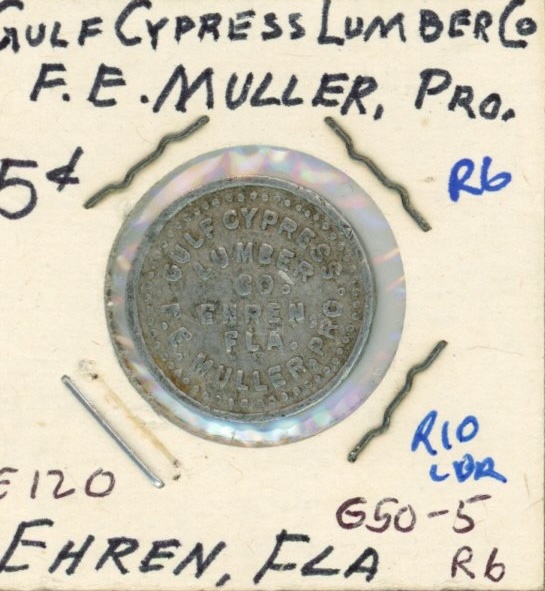 GULF CYPRESS LUMBER Co
F. E. MULLER, PRO.
5¢
R6
GULF CYPRESS
LUMBER
CO.
EHREN,
FLA.
F. E. MULLER, PRO.
R10
LBR
E120
G50-5
EHREN, FLA
R6